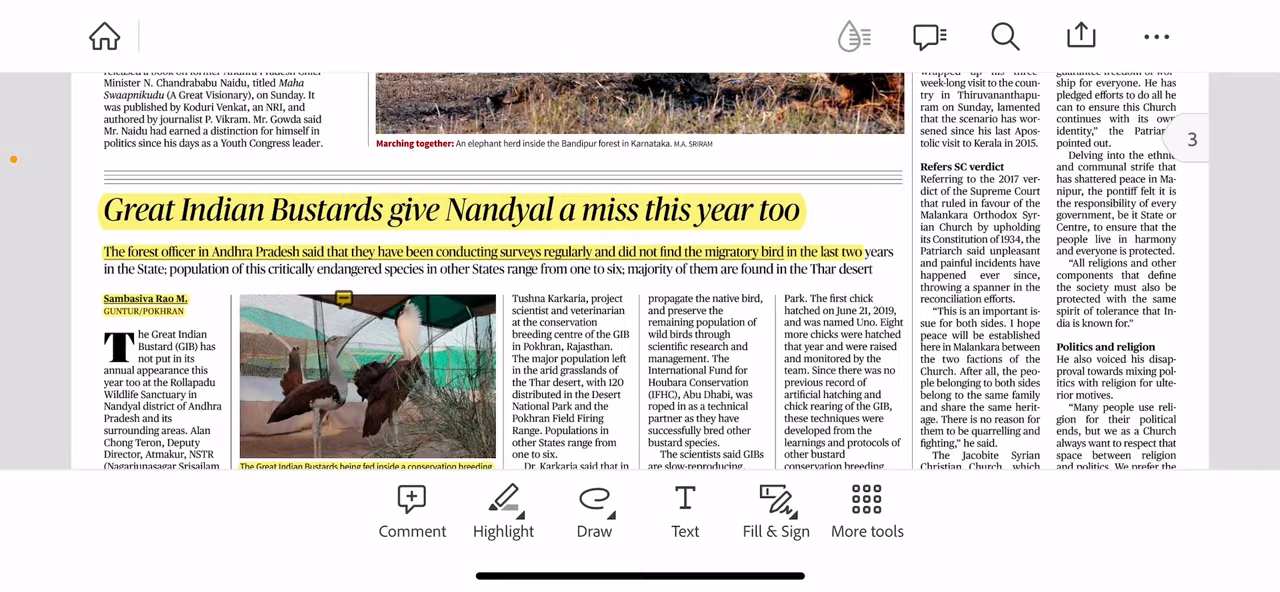 released a book on former Andhra Pradesh Chief
Minister N. Chandrababu Naidu, titled Maha
Swaapnikudu (A Great Visionary), on Sunday. It
was published by Koduri Venkat, an NRI, and
authored by journalist P. Vikram. Mr. Gowda said
Mr. Naidu had earned a distinction for himself in
politics since his days as a Youth Congress leader.
Marching together: An elephant herd inside the Bandipur forest in Karnataka. M.A. SRIRAM
Great Indian Bustards give Nandyal a miss this year too
The forest officer in Andhra Pradesh said that they have been conducting surveys regularly and did not find the migratory bird in the last two years
in the State; population of this critically endangered species in other States range from one to six; majority of them are found in the Thar desert
Sambasiva Rao M.
GUNTUR/POKHRAN
The Great Indian
Bustard (GIB) has
not put in its
annual appearance this
year too at the Rollapadu
Wildlife Sanctuary in
Nandyal district of Andhra
Pradesh and its
surrounding areas. Alan
Chong Teron, Deputy
Director, Atmakur, NSTR
(Nagarjunasagar Srisailam
The Great Indian Bustards being fed inside a conservation breeding
Tushna Karkaria, project
scientist and veterinarian
at the conservation
breeding centre of the GIB
in Pokhran, Rajasthan.
The major population left
in the arid grasslands of
the Thar desert, with 120
distributed in the Desert
National Park and the
Pokhran Field Firing
Range. Populations in
other States range from
one to six.
Dr. Karkaria said that in
propagate the native bird,
and preserve the
remaining population of
wild birds through
scientific research and
management. The
International Fund for
Houbara Conservation
(IFHC), Abu Dhabi, was
roped in as a technical
partner as they have
successfully bred other
bustard species.
The scientists said GIBs
are slow-reproducing,
Park. The first chick
hatched on June 21, 2019,
and was named Uno. Eight
more chicks were hatched
that year and were raised
and monitored by the
team. Since there was no
previous record of
artificial hatching and
chick rearing of the GIB,
these techniques were
developed from the
learnings and protocols of
other bustard
conservation breeding
wrapped up his three-
week-long visit to the coun-
try in Thiruvananthapu-
ram on Sunday, lamented
that the scenario has wor-
sened since his last Apos-
tolic visit to Kerala in 2015.
Refers SC verdict
Referring to the 2017 ver-
dict of the Supreme Court
that ruled in favour of the
Malankara Orthodox Syr-
ian Church by upholding
its Constitution of 1934, the
Patriarch said unpleasant
and painful incidents have
happened ever since,
throwing a spanner in the
reconciliation efforts.
"This is an important is-
sue for both sides. I hope
peace will be established
here in Malankara between
the two factions of the
Church. After all, the peo-
ple belonging to both sides
belong to the same family
and share the same herit-
age. There is no reason for
them to be quarrelling and
fighting," he said.
The Jacobite Syrian
Christian Church, which
guarantee freedom of wor-
ship for everyone. He has
pledged efforts to do all he
can to ensure this Church
continues with its own
identity," the Patriarch
pointed out.
Delving into the ethnic
and communal strife that
has shattered peace in Ma-
nipur, the pontiff felt it is
the responsibility of every
government, be it State or
Centre, to ensure that the
people live in harmony
and everyone is protected.
"All religions and other
components that define
the society must also be
protected with the same
spirit of tolerance that In-
dia is known for."
Politics and religion
He also voiced his disap-
proval towards mixing pol-
itics with religion for ulte-
rior motives.
"Many people use reli-
gion for their political
ends, but we as a Church
always want to respect that
space between religion
and politics. We prefer the
3
Comment
Highlight
Draw
Text
Fill & Sign
More tools